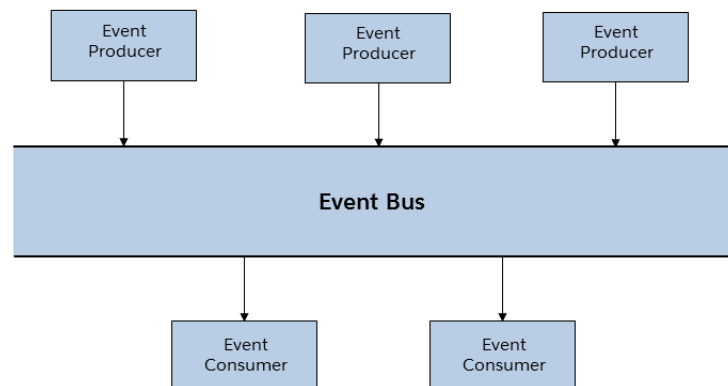 Event
Producer
Event
Producer
Event
Producer
Event Bus
Event
Consumer
Event
Consumer